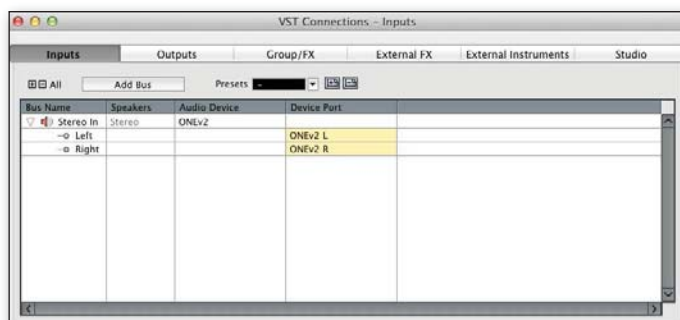 VST Connections - Inputs
Inputs Outputs Group/FX External FX External Instruments Studio
All Add Bus Presets -
Bus Name Speakers Audio Device Device Port
Stereo In Stereo ONEv2
Left ONEv2 L
Right ONEv2 R